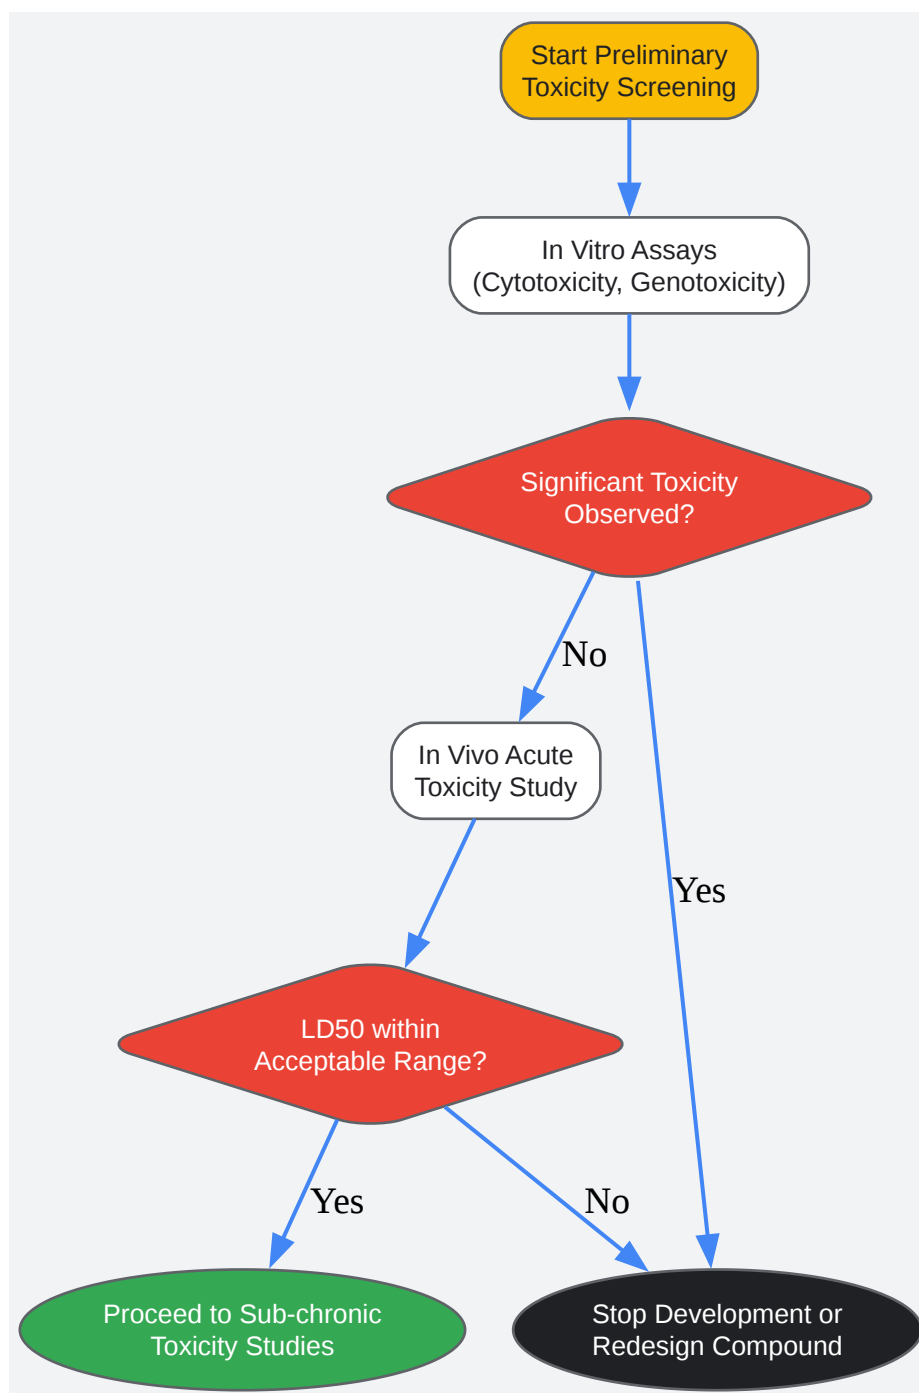 Start Preliminary
Toxicity Screening
In Vitro Assays
(Cytotoxicity, Genotoxicity)
Significant Toxicity
Observed?
No
In Vivo Acute
Toxicity Study
Yes
LD50 within
Acceptable Range?
Yes
No
Proceed to Sub-chronic
Toxicity Studies
Stop Development or
Redesign Compound